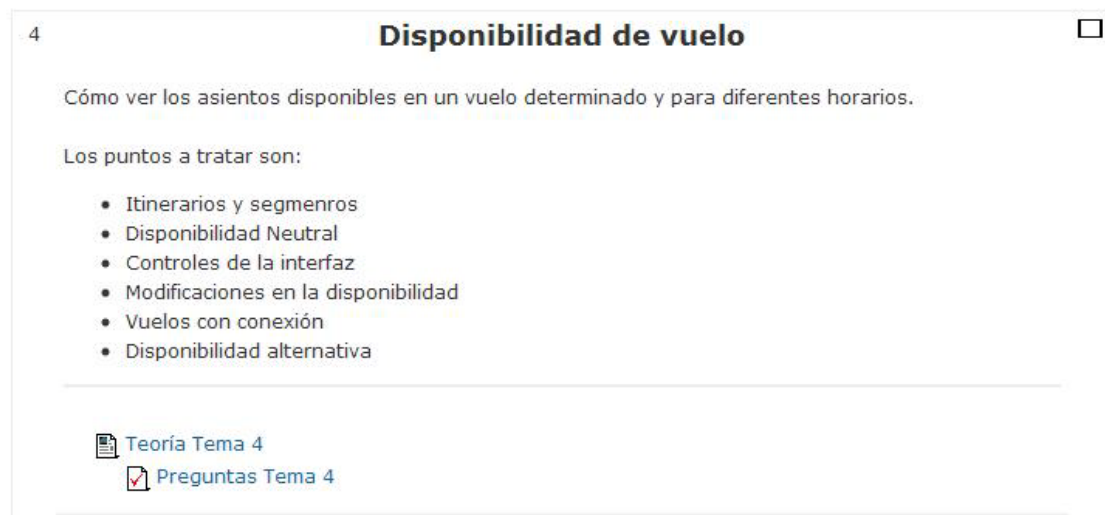 4
Disponibilidad de vuelo
Cómo ver los asientos disponibles en un vuelo determinado y para diferentes horarios.
Los puntos a tratar son:
Itinerarios y segmenros
Disponibilidad Neutral
Controles de la interfaz
Modificaciones en la disponibilidad
Vuelos con conexión
Disponibilidad alternativa
Teoría Tema 4
Preguntas Tema 4